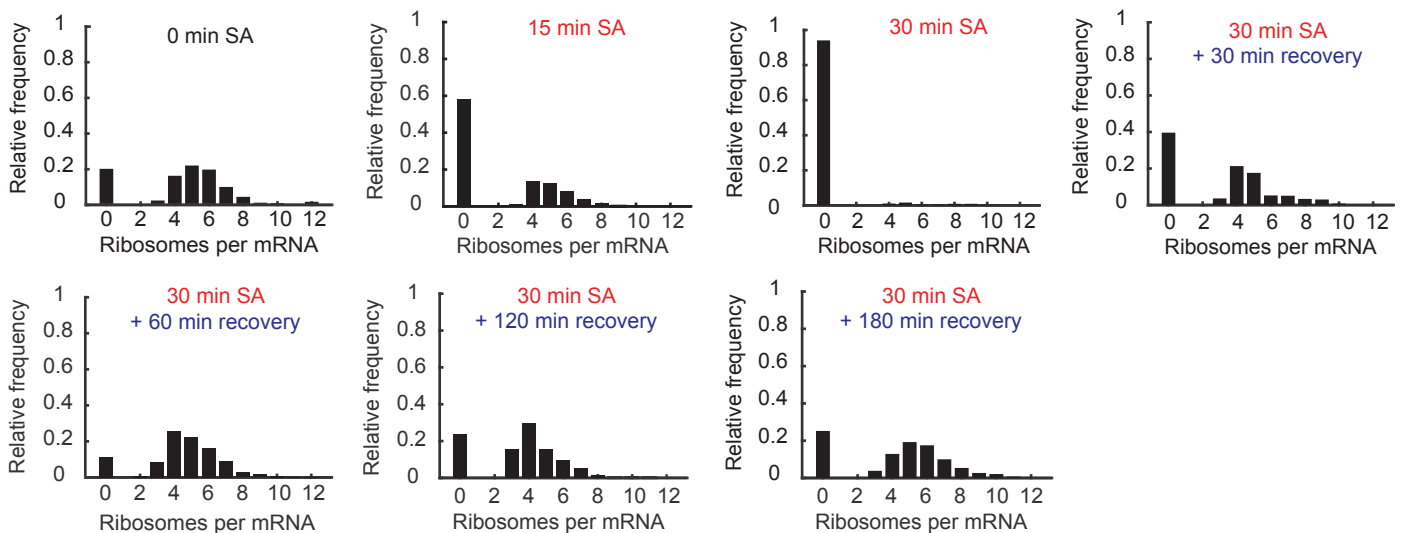 0 min SA
Relative frequency
1
0.8
0.6
0.4
0.2
0
0 2 4 6 8 10 12
Ribosomes per mRNA
15 min SA
Relative frequency
1
0.8
0.6
0.4
0.2
0
0 2 4 6 8 10 12
Ribosomes per mRNA
30 min SA
Relative frequency
1
0.8
0.6
0.4
0.2
0
0 2 4 6 8 10 12
Ribosomes per mRNA
30 min SA
+ 30 min recovery
Relative frequency
1
0.8
0.6
0.4
0.2
0
0 2 4 6 8 10 12
Ribosomes per mRNA
30 min SA
+ 60 min recovery
Relative frequency
1
0.8
0.6
0.4
0.2
0
0 2 4 6 8 10 12
Ribosomes per mRNA
30 min SA
+ 120 min recovery
Relative frequency
1
0.8
0.6
0.4
0.2
0
0 2 4 6 8 10 12
Ribosomes per mRNA
30 min SA
+ 180 min recovery
Relative frequency
1
0.8
0.6
0.4
0.2
0
0 2 4 6 8 10 12
Ribosomes per mRNA